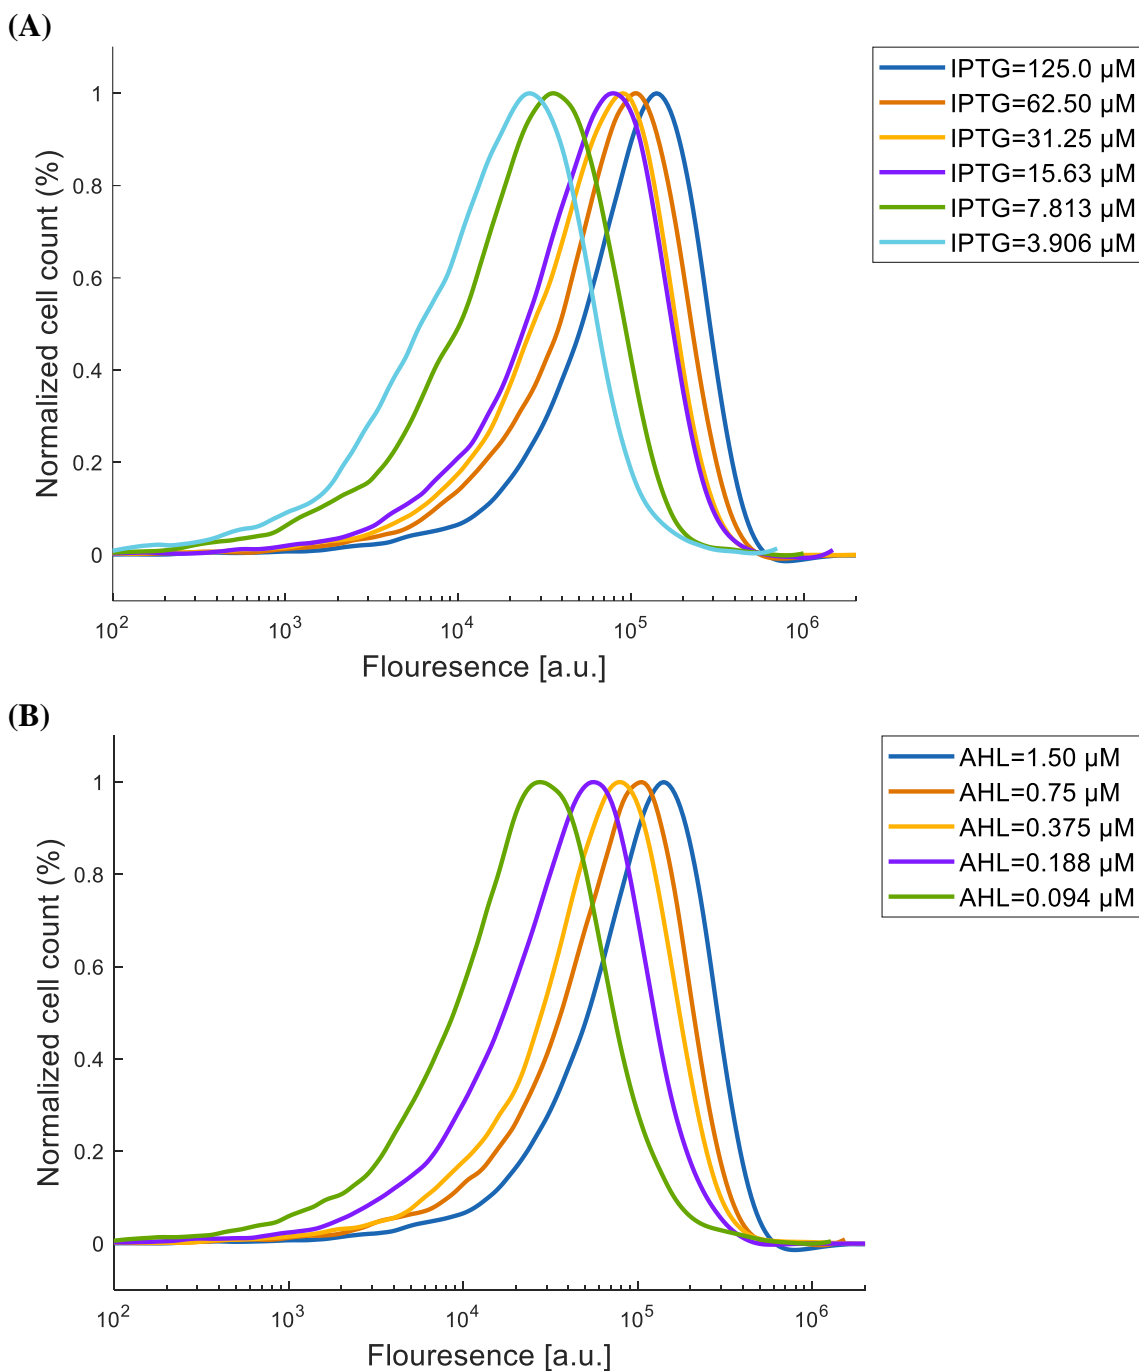 (A)
Normalized cell count (%)
1
0.8
0.6
0.4
0.2
0
10^2
10^3
10^4
10^5
10^6
Flouresence [a.u.]
IPTG=125.0 µM
IPTG=62.50 µM
IPTG=31.25 µM
IPTG=15.63 µM
IPTG=7.813 µM
IPTG=3.906 µM
(B)
Normalized cell count (%)
1
0.8
0.6
0.4
0.2
0
10^2
10^3
10^4
10^5
10^6
Flouresence [a.u.]
AHL=1.50 µM
AHL=0.75 µM
AHL=0.375 µM
AHL=0.188 µM
AHL=0.094 µM